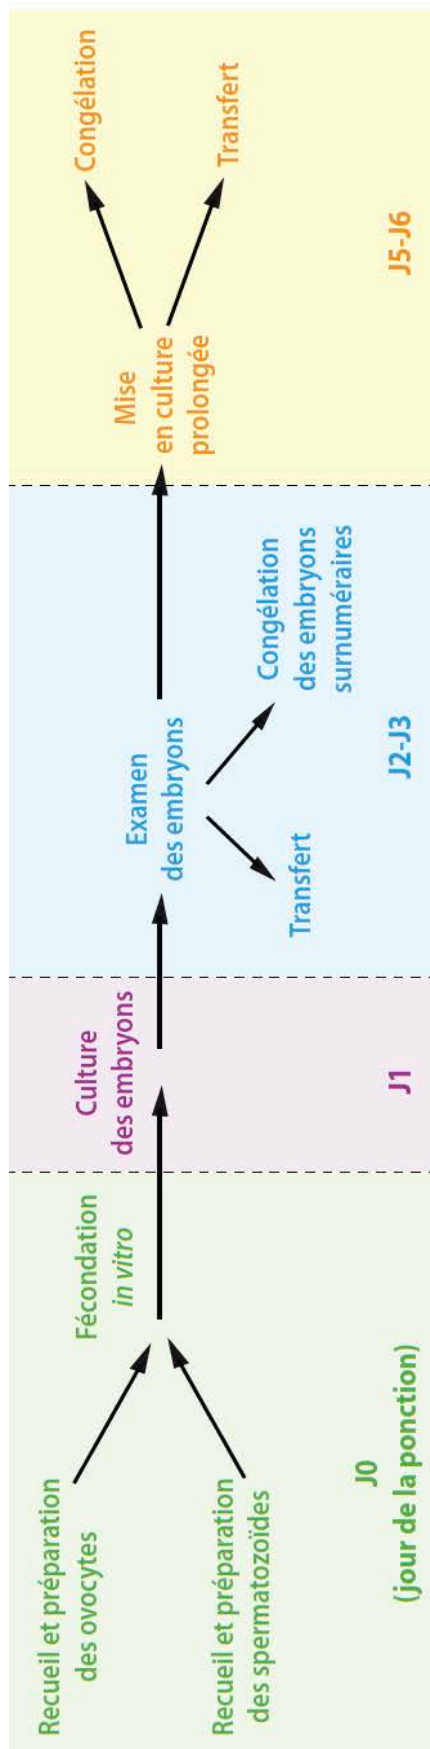 Recueil et préparation
des ovocytes
Recueil et préparation
des spermatozoïdes
J0
(jour de la ponction)
Fécondation
in vitro
Culture
des embryons
J1
Examen
des embryons
Transfert
Congélation
des embryons
surnuméraires
J2-J3
Mise
en culture
prolongée
Congélation
Transfert
J5-J6